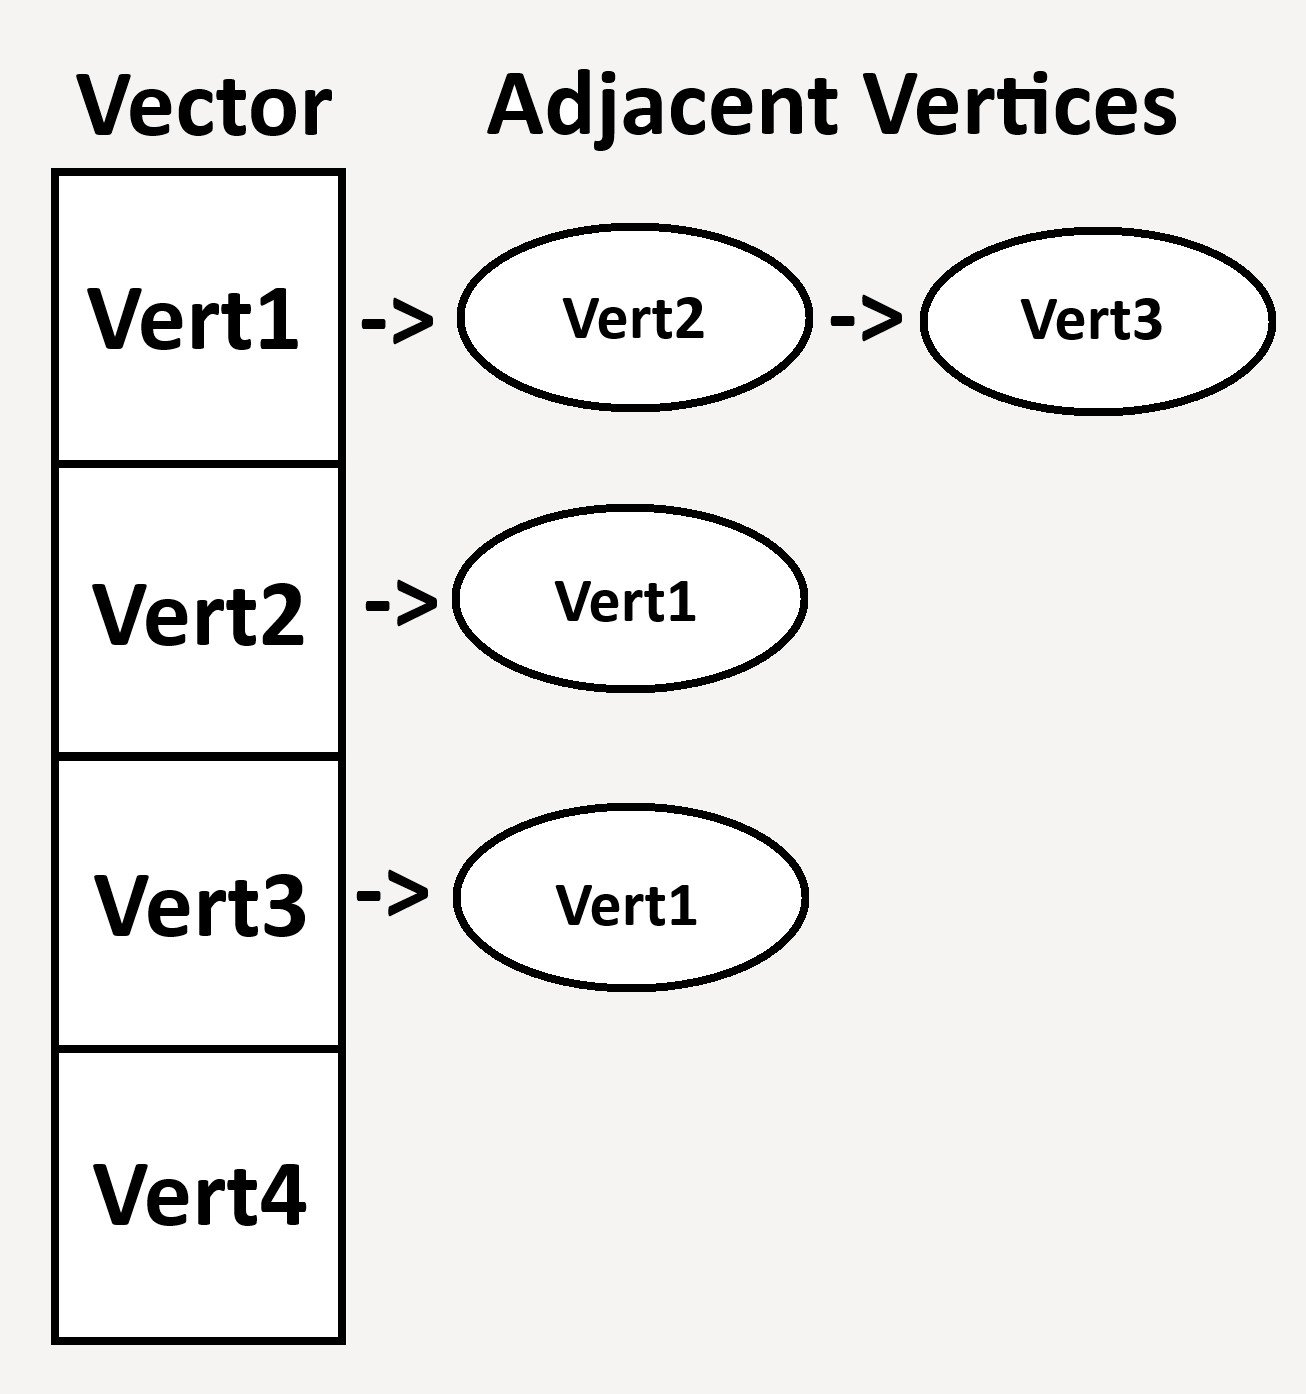 Vector Adjacent Vertices
Vert1 -> Vert2 -> Vert3
Vert2 -> Vert1
Vert3 -> Vert1
Vert4